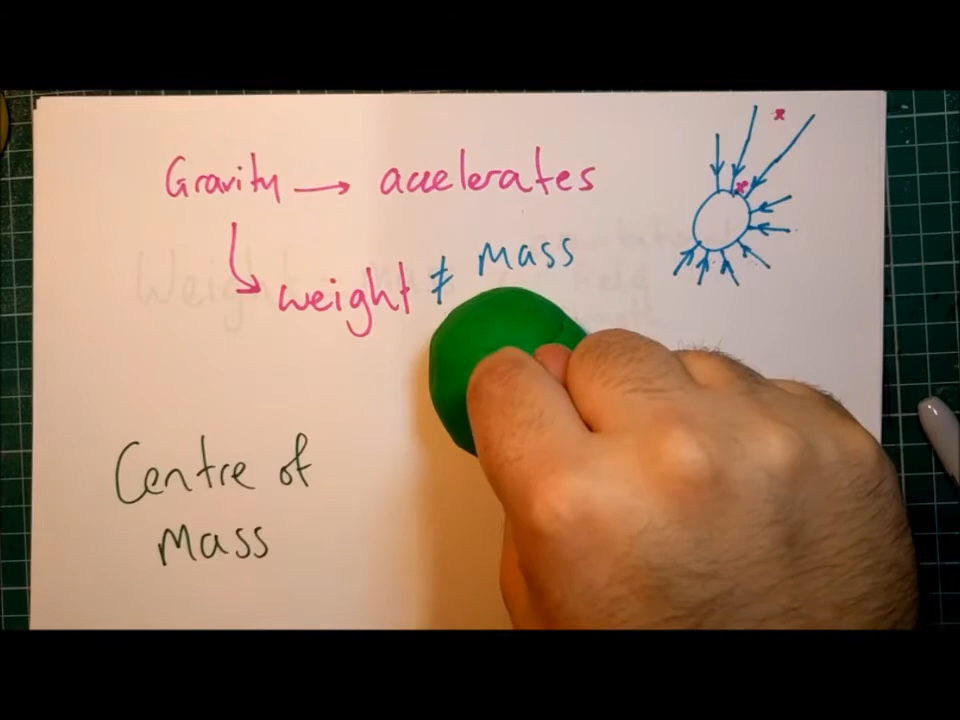 Gravity → accelerates
weight ≠ Mass
Centre of
Mass